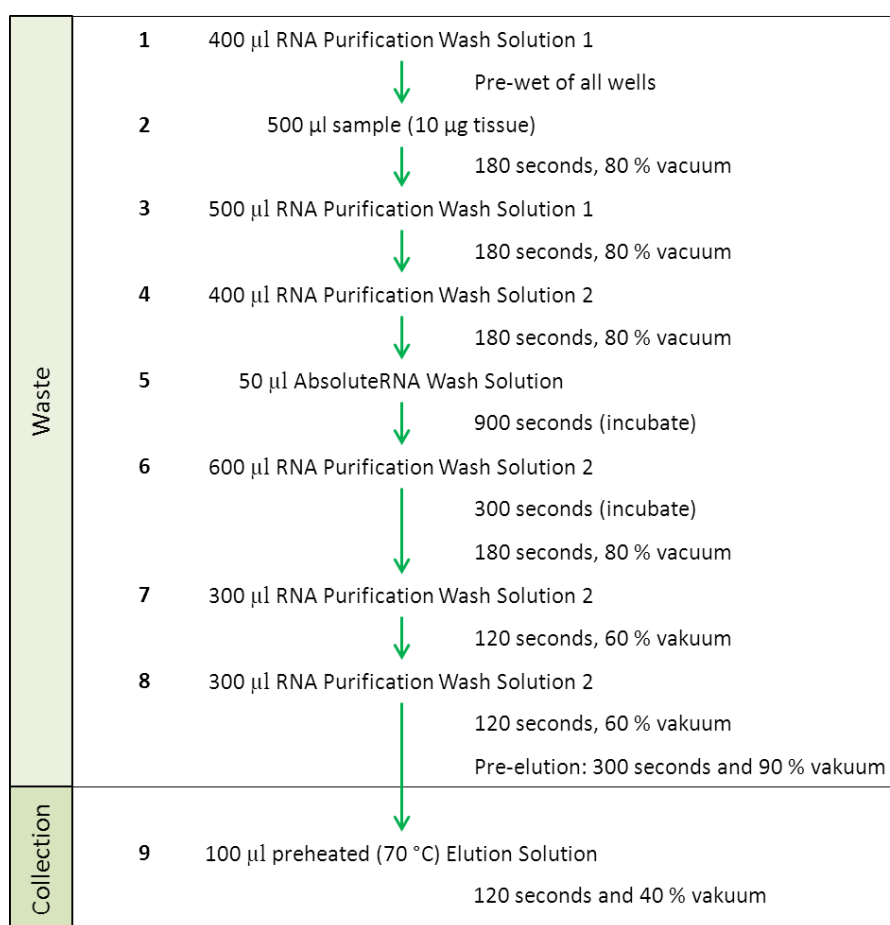 Waste
1 400 μl RNA Purification Wash Solution 1
Pre-wet of all wells
2 500 μl sample (10 μg tissue)
180 seconds, 80 % vacuum
3 500 μl RNA Purification Wash Solution 1
180 seconds, 80 % vacuum
4 400 μl RNA Purification Wash Solution 2
180 seconds, 80 % vacuum
5 50 μl AbsoluteRNA Wash Solution
900 seconds (incubate)
6 600 μl RNA Purification Wash Solution 2
300 seconds (incubate)
180 seconds, 80 % vacuum
7 300 μl RNA Purification Wash Solution 2
120 seconds, 60 % vakuum
8 300 μl RNA Purification Wash Solution 2
120 seconds, 60 % vakuum
Pre-elution: 300 seconds and 90 % vakuum
Collection
9 100 μl preheated (70 °C) Elution Solution
120 seconds and 40 % vakuum